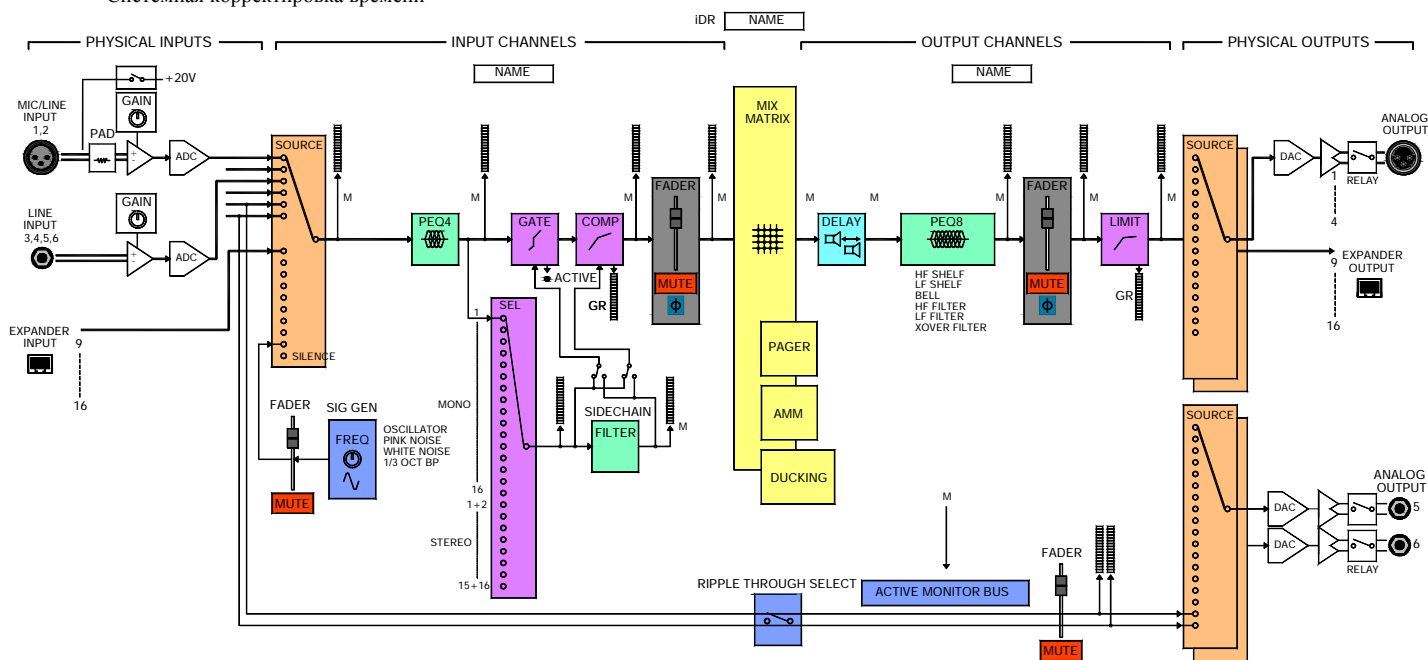 Системная корректировка времени
iDR NAME
PHYSICAL INPUTS
INPUT CHANNELS
OUTPUT CHANNELS
PHYSICAL OUTPUTS
NAME
NAME
+20V
GAIN
MIC/LINE
INPUT
1,2
PAD
+
-
ADC
SOURCE
M
M
M
M
LINE
INPUT
3,4,5,6
GAIN
+
-
ADC
PEQ4
GATE
COMP
FADER
MUTE
ф
ACTIVE
GR
EXPANDER
INPUT
9
16
SILENCE
SEL
1
MONO
16
1+2
STEREO
15+16
SIDECHAIN
FILTER
M
FADER
MUTE
SIG GEN
FREQ
OSCILLATOR
PINK NOISE
WHITE NOISE
1/3 OCT BP
MIX
MATRIX
PAGER
AMM
DUCKING
M
M
M
M
M
DELAY
PEQ8
HF SHELF
LF SHELF
BELL
HF FILTER
LF FILTER
XOVER FILTER
FADER
MUTE
ф
LIMIT
GR
SOURCE
DAC
1
4
RELAY
ANALOG
OUTPUT
9
16
EXPANDER
OUTPUT
SOURCE
DAC
DAC
RELAY
ANALOG
OUTPUT
5
6
M
ACTIVE MONITOR BUS
RIPPLE THROUGH SELECT
FADER
MUTE